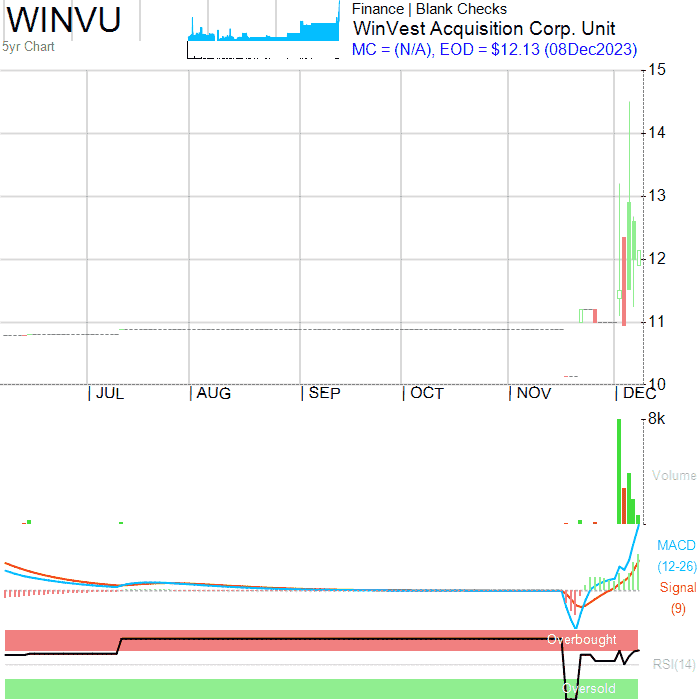 WINVU
5yr Chart
Finance | Blank Checks
WinVest Acquisition Corp. Unit
MC = (N/A), EOD = $12.13 (08Dec2023)
15
14
13
12
11
10
| JUL | AUG | SEP | OCT | NOV | DEC
8k
Volume
MACD
(12-26)
Signal
(9)
Overbought
RSI(14)
Oversold